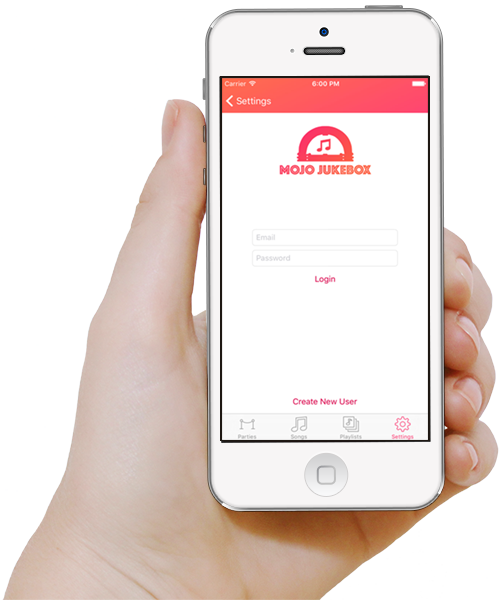 Carrier 6:00 PM
Settings
MOJO JUKEBOX
Email
Password
Login
Create New User
Parties Songs Playlists Settings